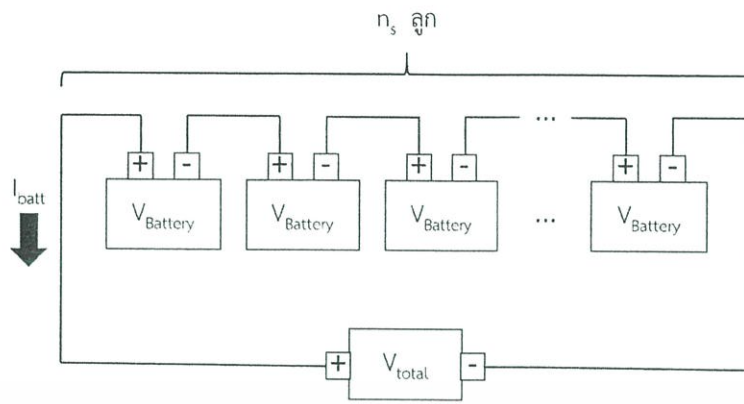 nₛ ลูก
...
+ - + - + - + -
I_batt
V_Battery V_Battery V_Battery ... V_Battery
+ V_total -